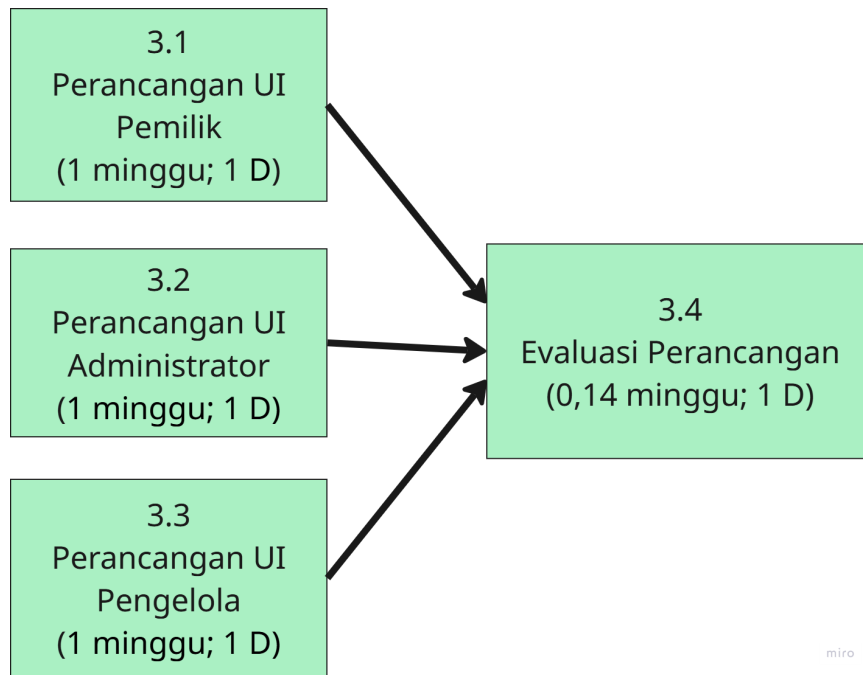 3.1
Perancangan UI
Pemilik
(1 minggu; 1 D)
3.2
Perancangan UI
Administrator
(1 minggu; 1 D)
3.3
Perancangan UI
Pengelola
(1 minggu; 1 D)
3.4
Evaluasi Perancangan
(0,14 minggu; 1 D)
miro